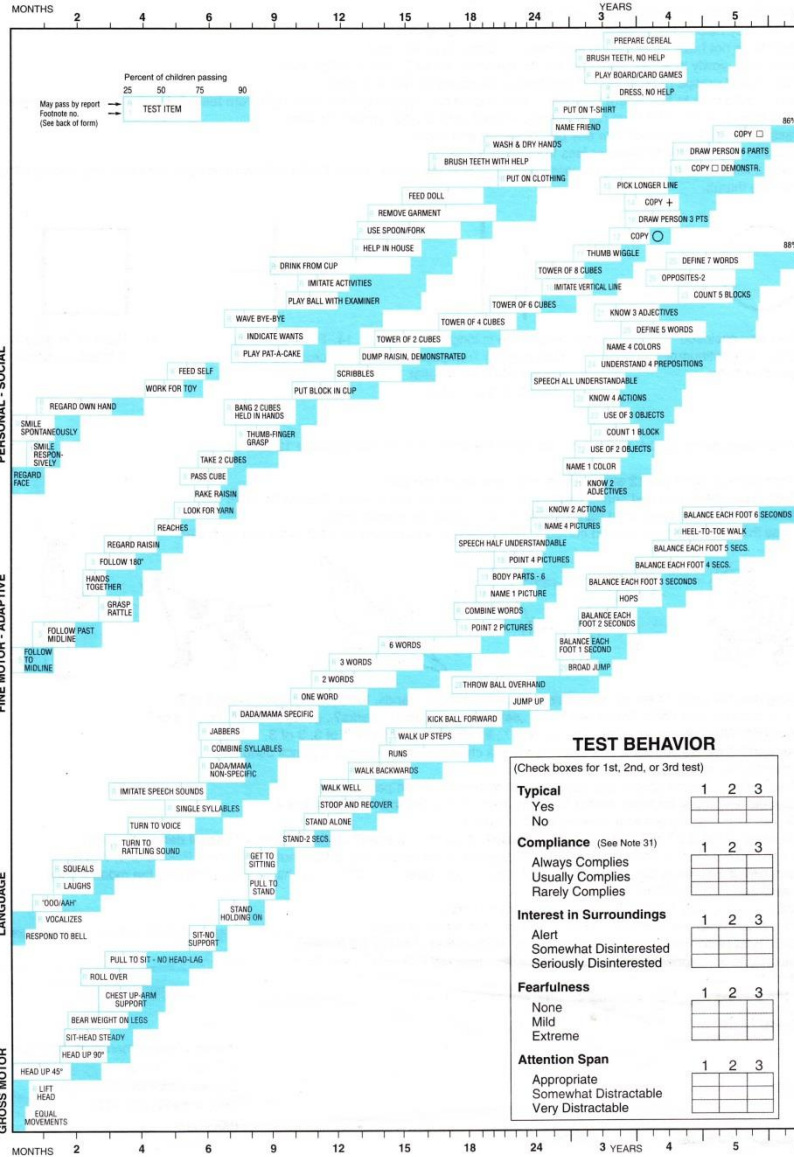 MONTHS
YEARS
2 4 6 9 12 15 18 24 3 4 5
PREPARE CEREAL
BRUSH TEETH, NO HELP
PLAY BOARD/CARD GAMES
Percent of children passing
DRESS, NO HELP
25 50 75 90
May pass by report
TEST ITEM
Footnote no.
(See back of form)
PUT ON T-SHIRT
NAME FRIEND
86%
COPY □
WASH & DRY HANDS
DRAW PERSON 6 PARTS
BRUSH TEETH WITH HELP
COPY □ DEMONSTR.
PUT ON CLOTHING
PICK LONGER LINE
FEED DOLL
COPY +
REMOVE GARMENT
DRAW PERSON 3 PTS
USE SPOON/FORK
COPY ○
HELP IN HOUSE
88%
THUMB WIGGLE
DRINK FROM CUP
DEFINE 7 WORDS
TOWER OF 8 CUBES
IMITATE ACTIVITIES
OPPOSITES-2
IMITATE VERTICAL LINE
PLAY BALL WITH EXAMINER
COUNT 5 BLOCKS
TOWER OF 6 CUBES
WAVE BYE-BYE
KNOW 3 ADJECTIVES
TOWER OF 4 CUBES
INDICATE WANTS
DEFINE 5 WORDS
TOWER OF 2 CUBES
PLAY PAT-A-CAKE
NAME 4 COLORS
DUMP RAISIN, DEMONSTRATED
FEED SELF
UNDERSTAND 4 PREPOSITIONS
SCRIBBLES
WORK FOR TOY
SPEECH ALL UNDERSTANDABLE
PUT BLOCK IN CUP
REGARD OWN HAND
KNOW 4 ACTIONS
BANG 2 CUBES
HELD IN HANDS
SMILE
SPONTANEOUSLY
USE OF 3 OBJECTS
THUMB-FINGER
GRASP
COUNT 1 BLOCK
SMILE
RESPON-
SIVELY
USE OF 2 OBJECTS
TAKE 2 CUBES
REGARD
FACE
NAME 1 COLOR
PASS CUBE
KNOW 2
ADJECTIVES
RAKE RAISIN
LOOK FOR YARN
KNOW 2 ACTIONS
BALANCE EACH FOOT 6 SECONDS
REACHES
NAME 4 PICTURES
HEEL-TO-TOE WALK
REGARD RAISIN
SPEECH HALF UNDERSTANDABLE
BALANCE EACH FOOT 5 SECS.
FOLLOW 180°
POINT 4 PICTURES
BALANCE EACH FOOT 4 SECS.
HANDS
TOGETHER
BODY PARTS - 6
BALANCE EACH FOOT 3 SECONDS
NAME 1 PICTURE
HOPS
GRASP
RATTLE
COMBINE WORDS
BALANCE EACH
FOOT 2 SECONDS
FOLLOW PAST
MIDLINE
POINT 2 PICTURES
BALANCE EACH
FOOT 1 SECOND
FOLLOW
TO
MIDLINE
6 WORDS
3 WORDS
BROAD JUMP
2 WORDS
THROW BALL OVERHAND
ONE WORD
JUMP UP
DADA/MAMA SPECIFIC
KICK BALL FORWARD
JABBERS
WALK UP STEPS
COMBINE SYLLABLES
RUNS
DADA/MAMA
NON-SPECIFIC
WALK BACKWARDS
IMITATE SPEECH SOUNDS
WALK WELL
SINGLE SYLLABLES
STOOP AND RECOVER
TURN TO VOICE
STAND ALONE
TURN TO
RATTLING SOUND
STAND-2 SECS.
SQUEALS
GET TO
SITTING
LAUGHS
PULL TO
STAND
"OOO/AAH"
STAND
HOLDING ON
VOCALIZES
SIT-NO
SUPPORT
RESPOND TO BELL
PULL TO SIT - NO HEAD-LAG
ROLL OVER
CHEST UP-ARM
SUPPORT
BEAR WEIGHT ON LEGS
SIT-HEAD STEADY
HEAD UP 90°
HEAD UP 45°
LIFT
HEAD
EQUAL
MOVEMENTS
PERSONAL - SOCIAL
FINE MOTOR - ADAPTIVE
LANGUAGE
GROSS MOTOR
TEST BEHAVIOR
(Check boxes for 1st, 2nd, or 3rd test)
Typical 1 2 3
Yes
No
Compliance (See Note 31) 1 2 3
Always Complies
Usually Complies
Rarely Complies
Interest in Surroundings 1 2 3
Alert
Somewhat Disinterested
Seriously Disinterested
Fearfulness 1 2 3
None
Mild
Extreme
Attention Span 1 2 3
Appropriate
Somewhat Distractable
Very Distractable
MONTHS 2 4 6 9 12 15 18 24 3 YEARS 4 5